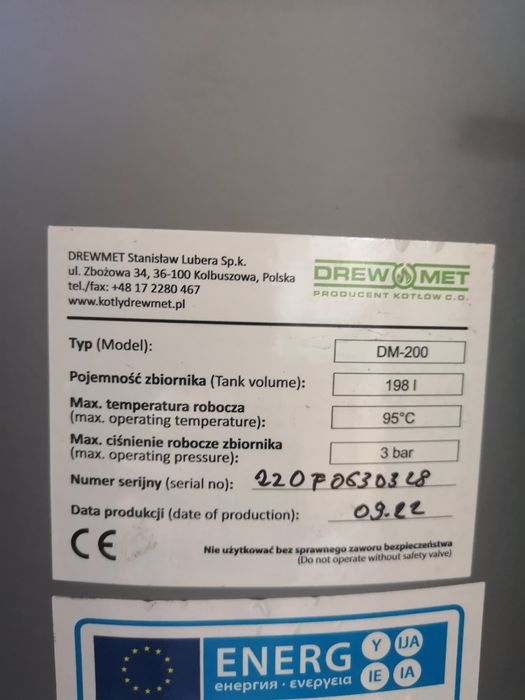 DREWMET Stanisław Lubera Sp.k.
ul. Zbożowa 34, 36-100 Kolbuszowa, Polska
tel./fax: +48 17 2280 467
www.kotlydrewmet.pl
DREWMET
PRODUCENT KOTŁÓW C.O.
Typ (Model): DM-200
Pojemność zbiornika (Tank volume): 198 l
Max. temperatura robocza
(max. operating temperature): 95°C
Max. ciśnienie robocze zbiornika
(max. operating pressure): 3 bar
Numer serijny (serial no):
Data produkcji (date of production): 09.22
CE
Nie użytkować bez sprawnego zaworu bezpieczeństwa
(Do not operate without safety valve)
ENERG
енергия · ενεργεια
Y IJA
IE IA